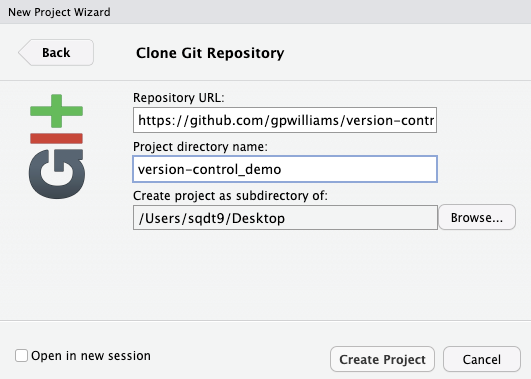 New Project Wizard
Back
Clone Git Repository
git
Repository URL:
https://github.com/gpwilliams/version-contr
Project directory name:
version-control_demo
Create project as subdirectory of:
/Users/sqdt9/Desktop
Browse...
Open in new session
Create Project
Cancel